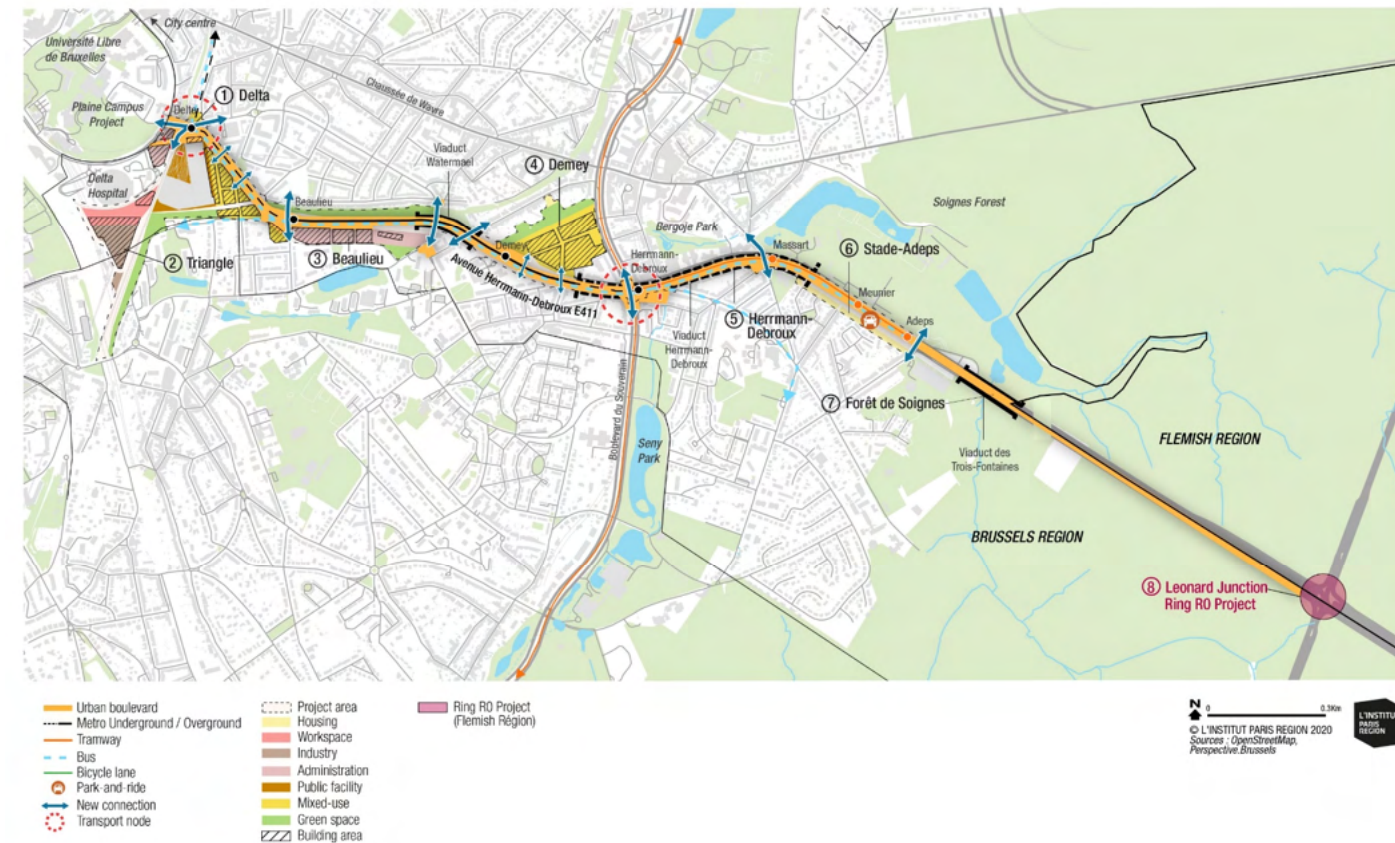 City centre
Université Libre
de Bruxelles
Chaussée de Wavre
① Delta
Delta
Plaine Campus
Project
Delta
Hospital
Viaduct
Watermael
④ Demey
Beaulieu
Soignes Forest
Bergoje Park
② Triangle
③ Beaulieu
Demey
Herrmann-
Debroux
Massart
⑥ Stade-Adeps
Avenue Herrmann-Debroux E411
Meunier
Adeps
⑤ Herrmann-
Debroux
Viaduct
Herrmann-
Debroux
Boulevard du Souverain
⑦ Forêt de Soignes
Seny
Park
Viaduct des
Trois-Fontaines
FLEMISH REGION
BRUSSELS REGION
⑧ Leonard Junction
Ring R0 Project
Urban boulevard
Metro Underground / Overground
Tramway
Bus
Bicycle lane
Park-and-ride
New connection
Transport node
Project area
Housing
Workspace
Industry
Administration
Public facility
Mixed-use
Green space
Building area
Ring R0 Project
(Flemish Région)
N
0 0.3Km
© L'INSTITUT PARIS REGION 2020
Sources : OpenStreetMap,
Perspective.Brussels
L'INSTITU
PARIS
REGION